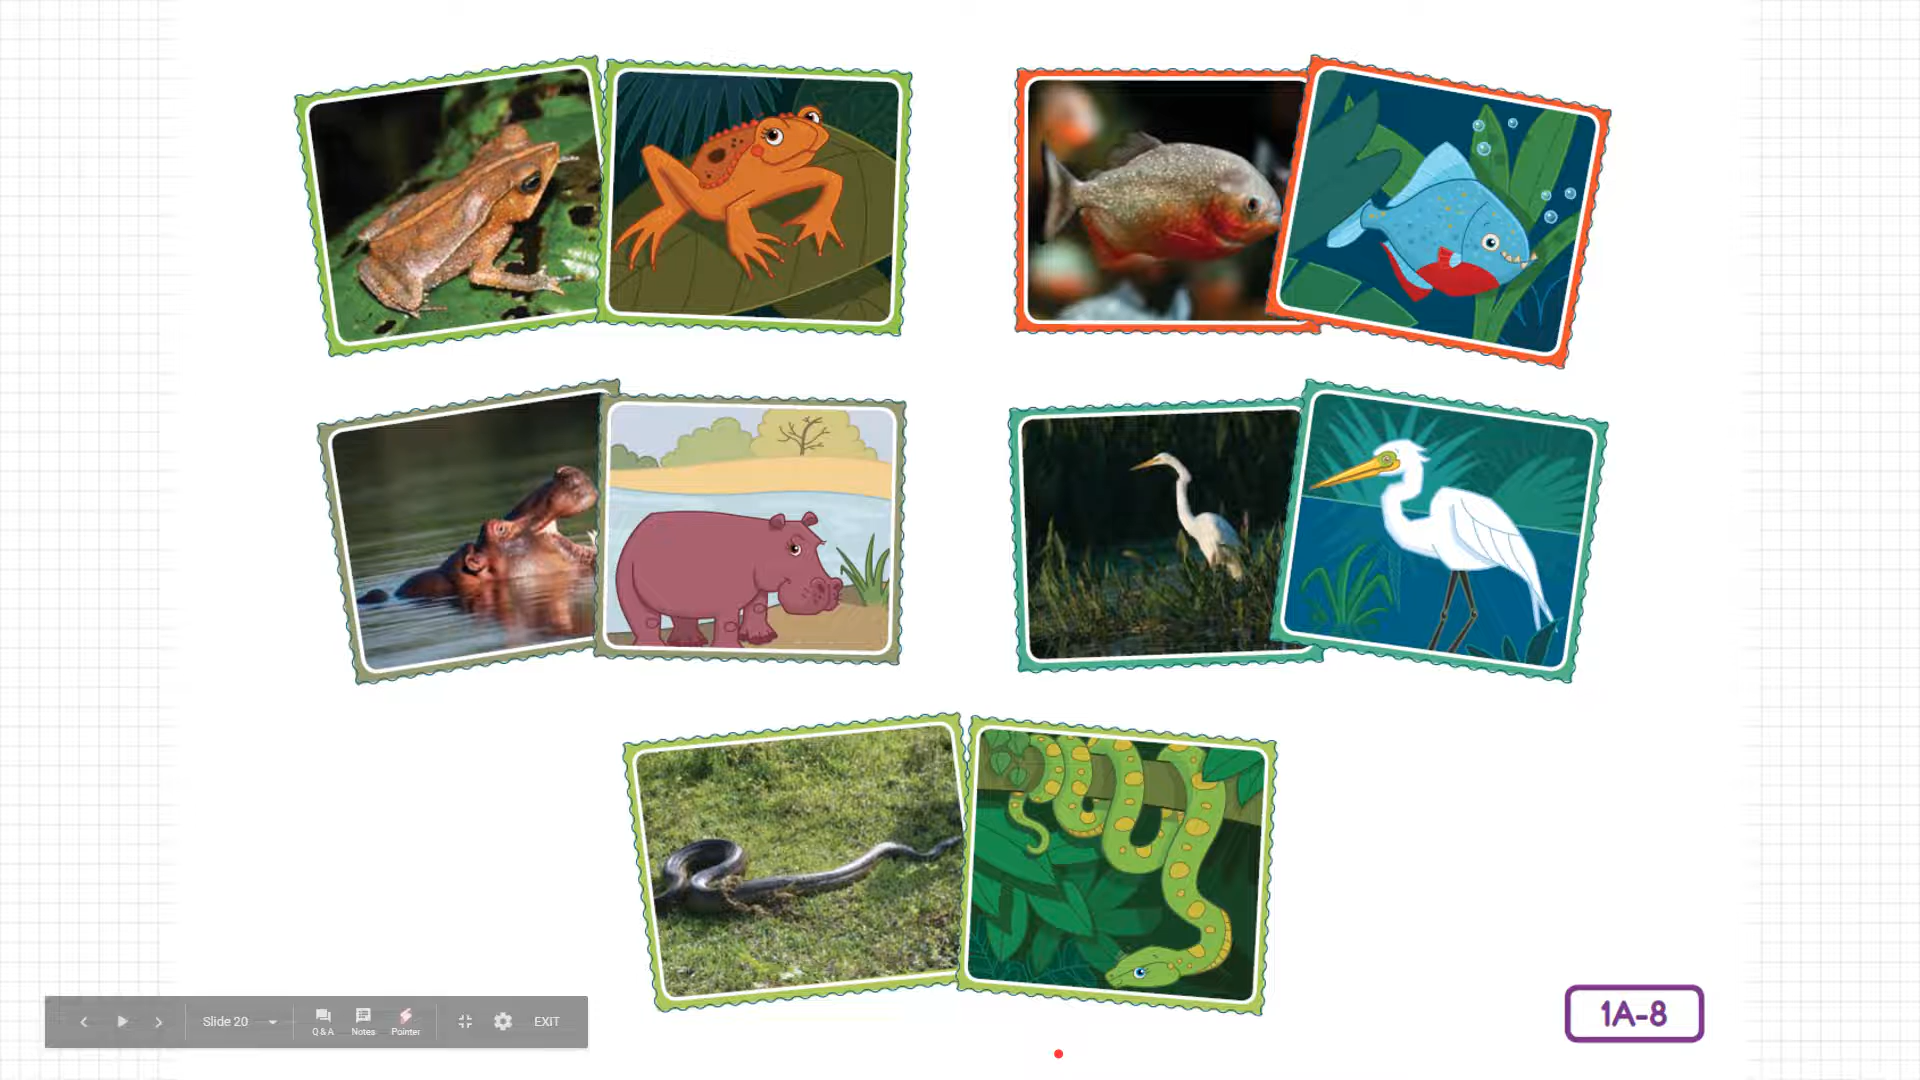 1A-8
Slide 20
Q & A
Notes
Pointer
EXIT